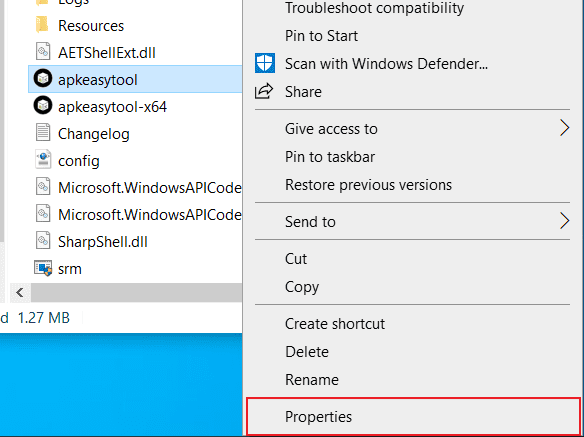 Logs
Resources
AETShellExt.dll
apkeasytool
apkeasytool-x64
Changelog
config
Microsoft.WindowsAPICode
Microsoft.WindowsAPICode
SharpShell.dll
srm
d 1.27 MB
Troubleshoot compatibility
Pin to Start
Scan with Windows Defender...
Share
Give access to
Pin to taskbar
Restore previous versions
Send to
Cut
Copy
Create shortcut
Delete
Rename
Properties